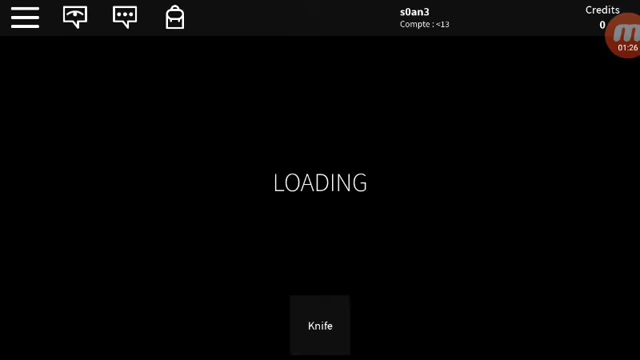 s0an3
Compte : <13
Credits
0
01:26
LOADING
Knife